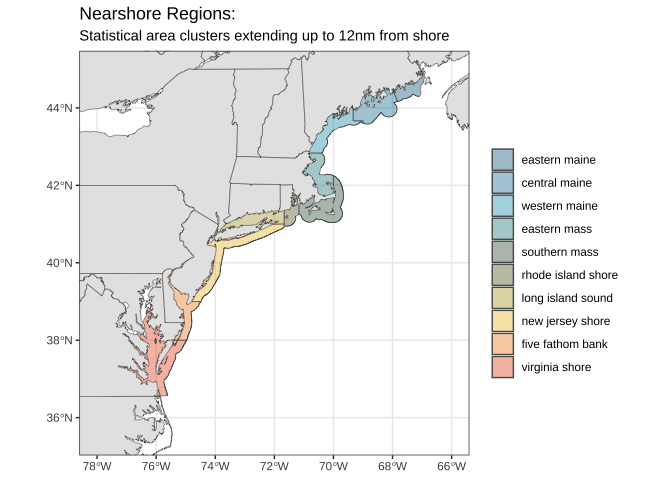 Nearshore Regions:
Statistical area clusters extending up to 12nm from shore
44°N
42°N
40°N
38°N
36°N
78°W
76°W
74°W
72°W
70°W
68°W
66°W
eastern maine
central maine
western maine
eastern mass
southern mass
rhode island shore
long island sound
new jersey shore
five fathom bank
virginia shore